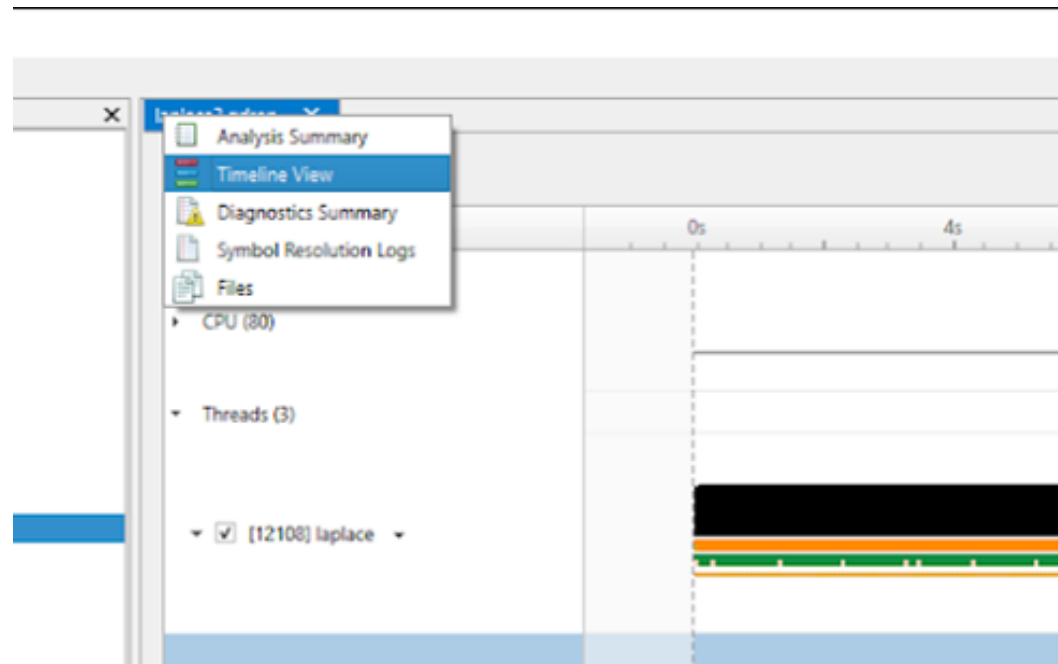 Analysis Summary
Timeline View
Diagnostics Summary
Symbol Resolution Logs
Files
0s 4s
CPU (80)
Threads (3)
[12108] laplace